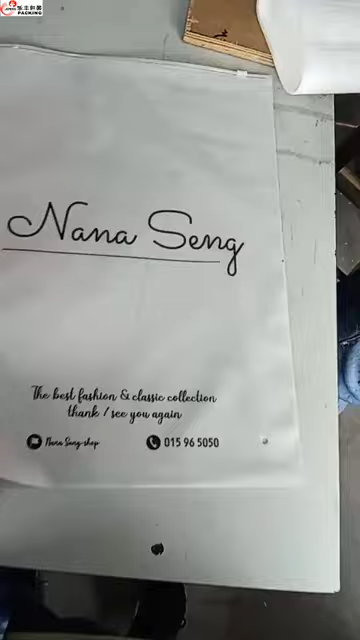 PACKING
Nana Seng
The best fashion & classic collection
thank / see you again
Nana Seng shop
015 96 5050